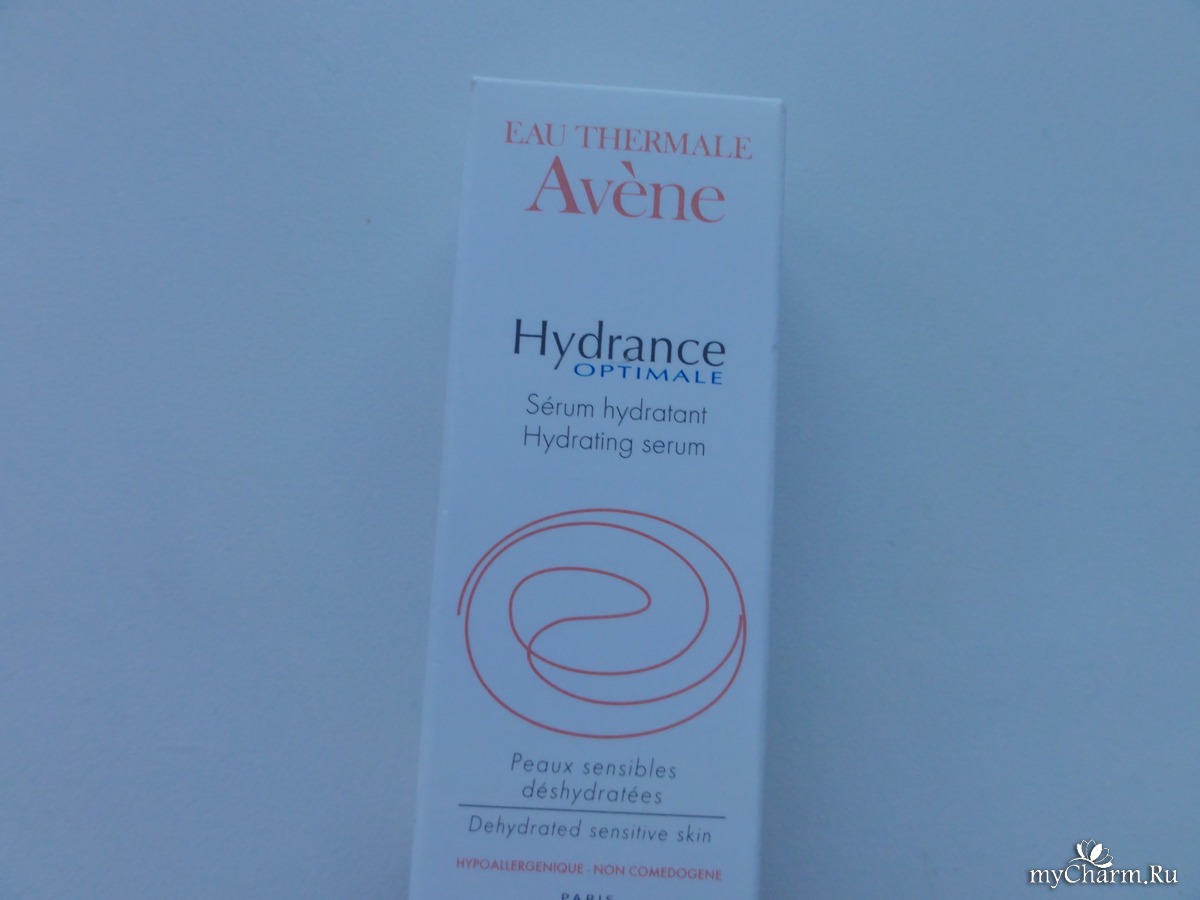 EAU THERMALE
Avène
Hydrance
OPTIMALE
Sérum hydratant
Hydrating serum
Peaux sensibles
déshydratées
Dehydrated sensitive skin
HYPOALLERGENIQUE · NON COMEDOGENE
PARIS
myCharm.Ru